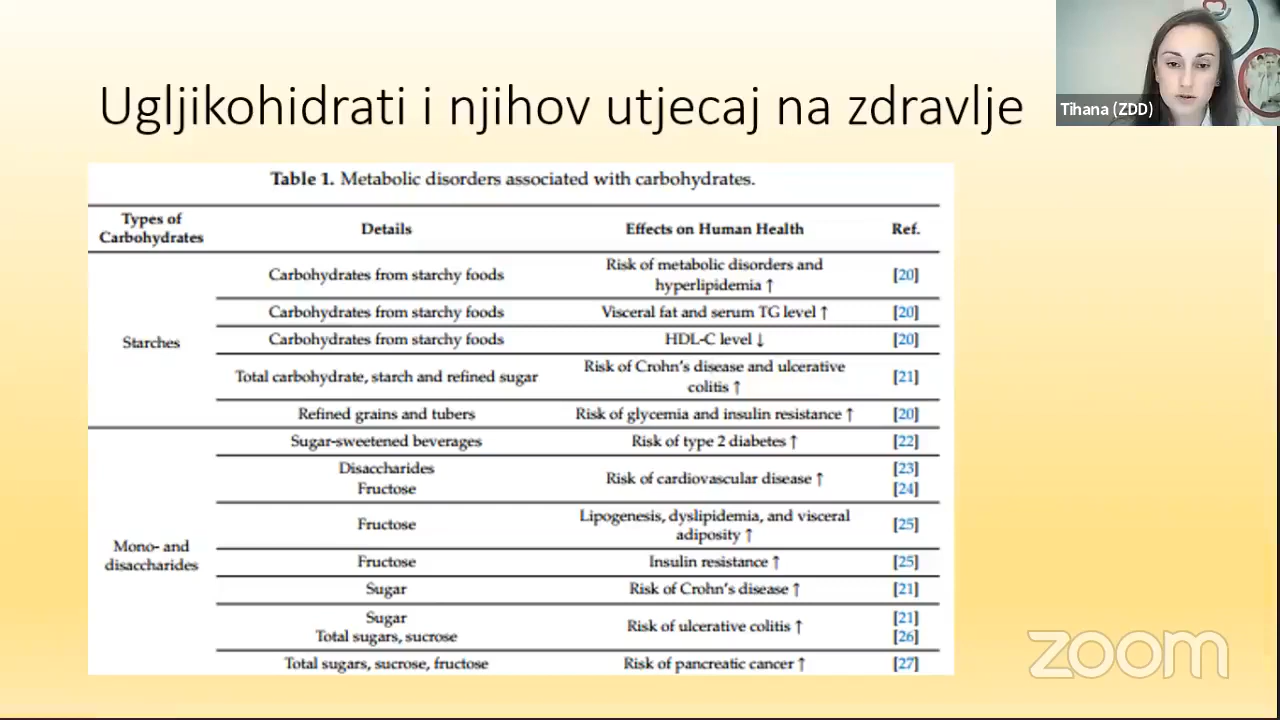 Ugljikohidrati i njihov utjecaj na zdravlje
Tihana (ZDD)
Table 1. Metabolic disorders associated with carbohydrates.
Types of
Carbohydrates
Details
Effects on Human Health
Ref.
Starches
Carbohydrates from starchy foods
Risk of metabolic disorders and
hyperlipidemia ↑
[20]
Carbohydrates from starchy foods
Visceral fat and serum TG level ↑
[20]
Carbohydrates from starchy foods
HDL-C level ↓
[20]
Total carbohydrate, starch and refined sugar
Risk of Crohn's disease and ulcerative
colitis ↑
[21]
Refined grains and tubers
Risk of glycemia and insulin resistance ↑
[20]
Mono- and
disaccharides
Sugar-sweetened beverages
Risk of type 2 diabetes ↑
[22]
Disaccharides
Fructose
Risk of cardiovascular disease ↑
[23]
[24]
Fructose
Lipogenesis, dyslipidemia, and visceral
adiposity ↑
[25]
Fructose
Insulin resistance ↑
[25]
Sugar
Risk of Crohn's disease ↑
[21]
Sugar
Total sugars, sucrose
Risk of ulcerative colitis ↑
[21]
[26]
Total sugars, sucrose, fructose
Risk of pancreatic cancer ↑
[27]
zoom